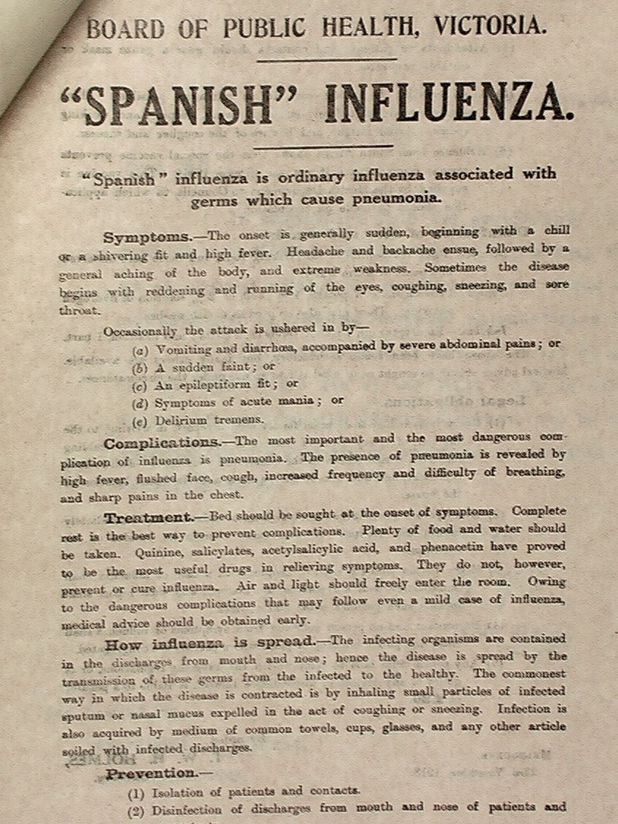 BOARD OF PUBLIC HEALTH, VICTORIA.
“SPANISH” INFLUENZA.
“Spanish” influenza is ordinary influenza associated with
germs which cause pneumonia.
Symptoms.—The onset is generally sudden, beginning with a chill
or a shivering fit and high fever. Headache and backache ensue, followed by a
general aching of the body, and extreme weakness. Sometimes the disease
begins with reddening and running of the eyes, coughing, sneezing, and sore
throat.
Occasionally the attack is ushered in by—
(a) Vomiting and diarrhœa, accompanied by severe abdominal pains; or
(b) A sudden faint; or
(c) An epileptiform fit; or
(d) Symptoms of acute mania; or
(e) Delirium tremens.
Complications.—The most important and the most dangerous com-
plication of influenza is pneumonia. The presence of pneumonia is revealed by
high fever, flushed face, cough, increased frequency and difficulty of breathing,
and sharp pains in the chest.
Treatment.—Bed should be sought at the onset of symptoms. Complete
rest is the best way to prevent complications. Plenty of food and water should
be taken. Quinine, salicylates, acetylsalicylic acid, and phenacetin have proved
to be the most useful drugs in relieving symptoms. They do not, however,
prevent or cure influenza. Air and light should freely enter the room. Owing
to the dangerous complications that may follow even a mild case of influenza,
medical advice should be obtained early.
How influenza is spread.—The infecting organisms are contained
in the discharges from mouth and nose; hence the disease is spread by the
transmission of these germs from the infected to the healthy. The commonest
way in which the disease is contracted is by inhaling small particles of infected
sputum or nasal mucus expelled in the act of coughing or sneezing. Infection is
also acquired by medium of common towels, cups, glasses, and any other article
soiled with infected discharges.
Prevention.—
(1) Isolation of patients and contacts.
(2) Disinfection of discharges from mouth and nose of patients and